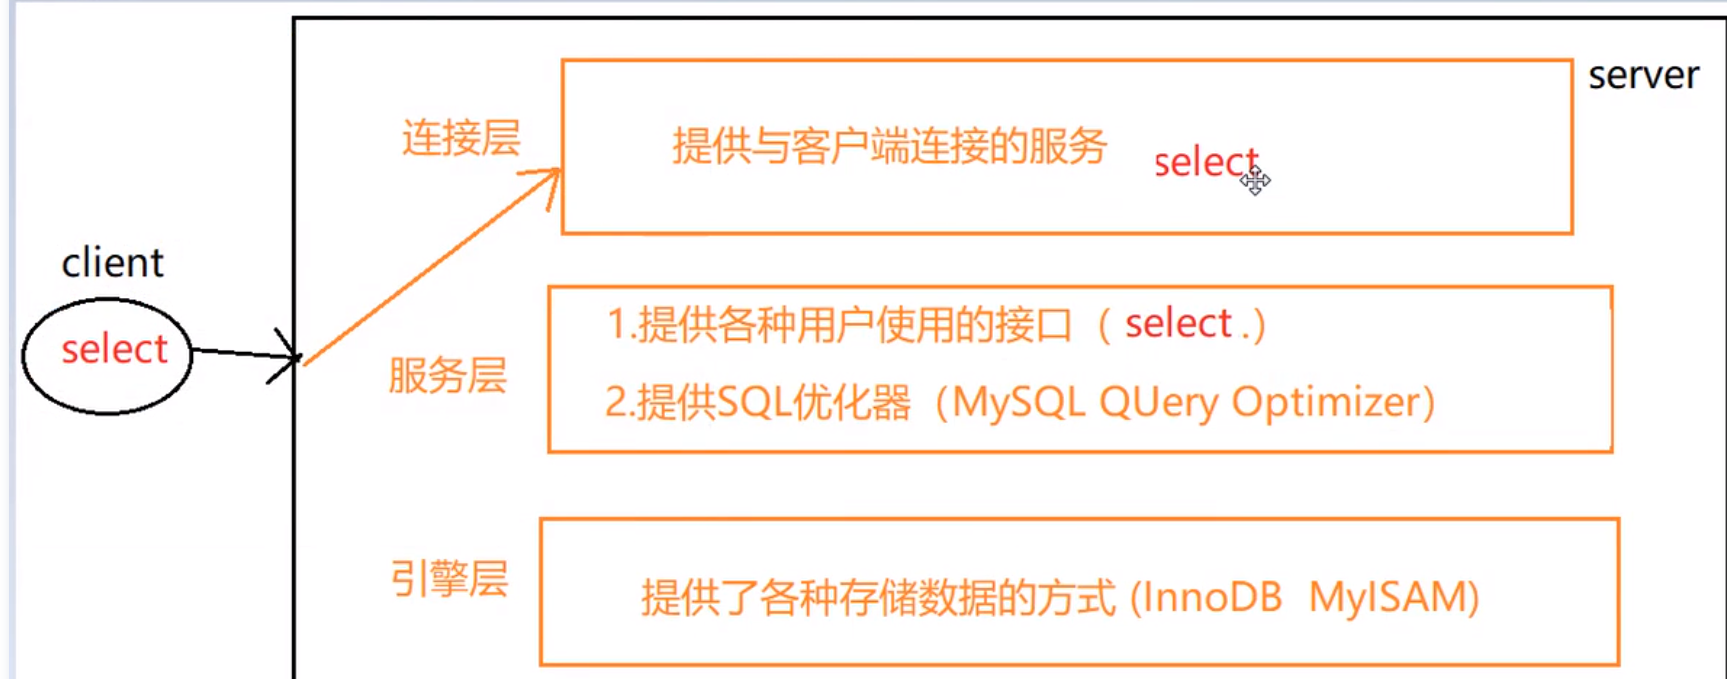 server
连接层
提供与客户端连接的服务 select
client
select
服务层
1.提供各种用户使用的接口（ select .）
2.提供SQL优化器（MySQL QUery Optimizer）
引擎层
提供了各种存储数据的方式 (InnoDB MyISAM)